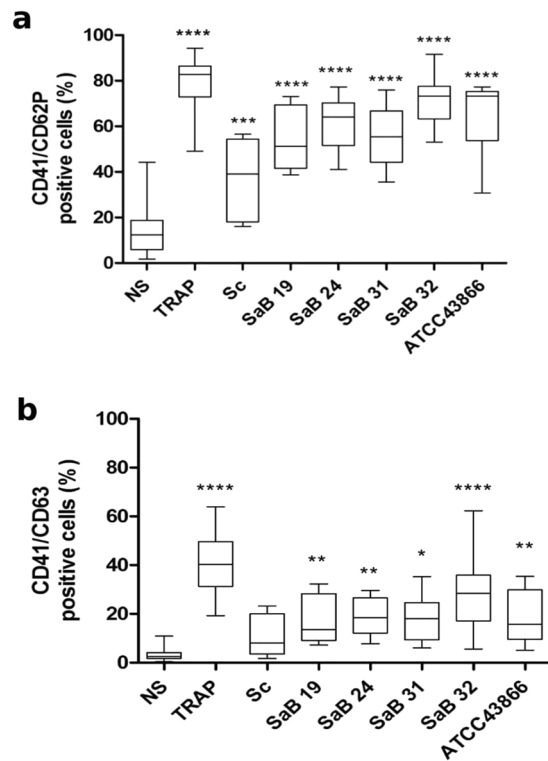 a
CD41/CD62P
positive cells (%)
100
80
60
40
20
0
****
***
****
****
****
****
****
NS
TRAP
Sc
SaB 19
SaB 24
SaB 31
SaB 32
ATCC43866
b
CD41/CD63
positive cells (%)
100
80
60
40
20
0
****
**
**
*
****
**
NS
TRAP
Sc
SaB 19
SaB 24
SaB 31
SaB 32
ATCC43866